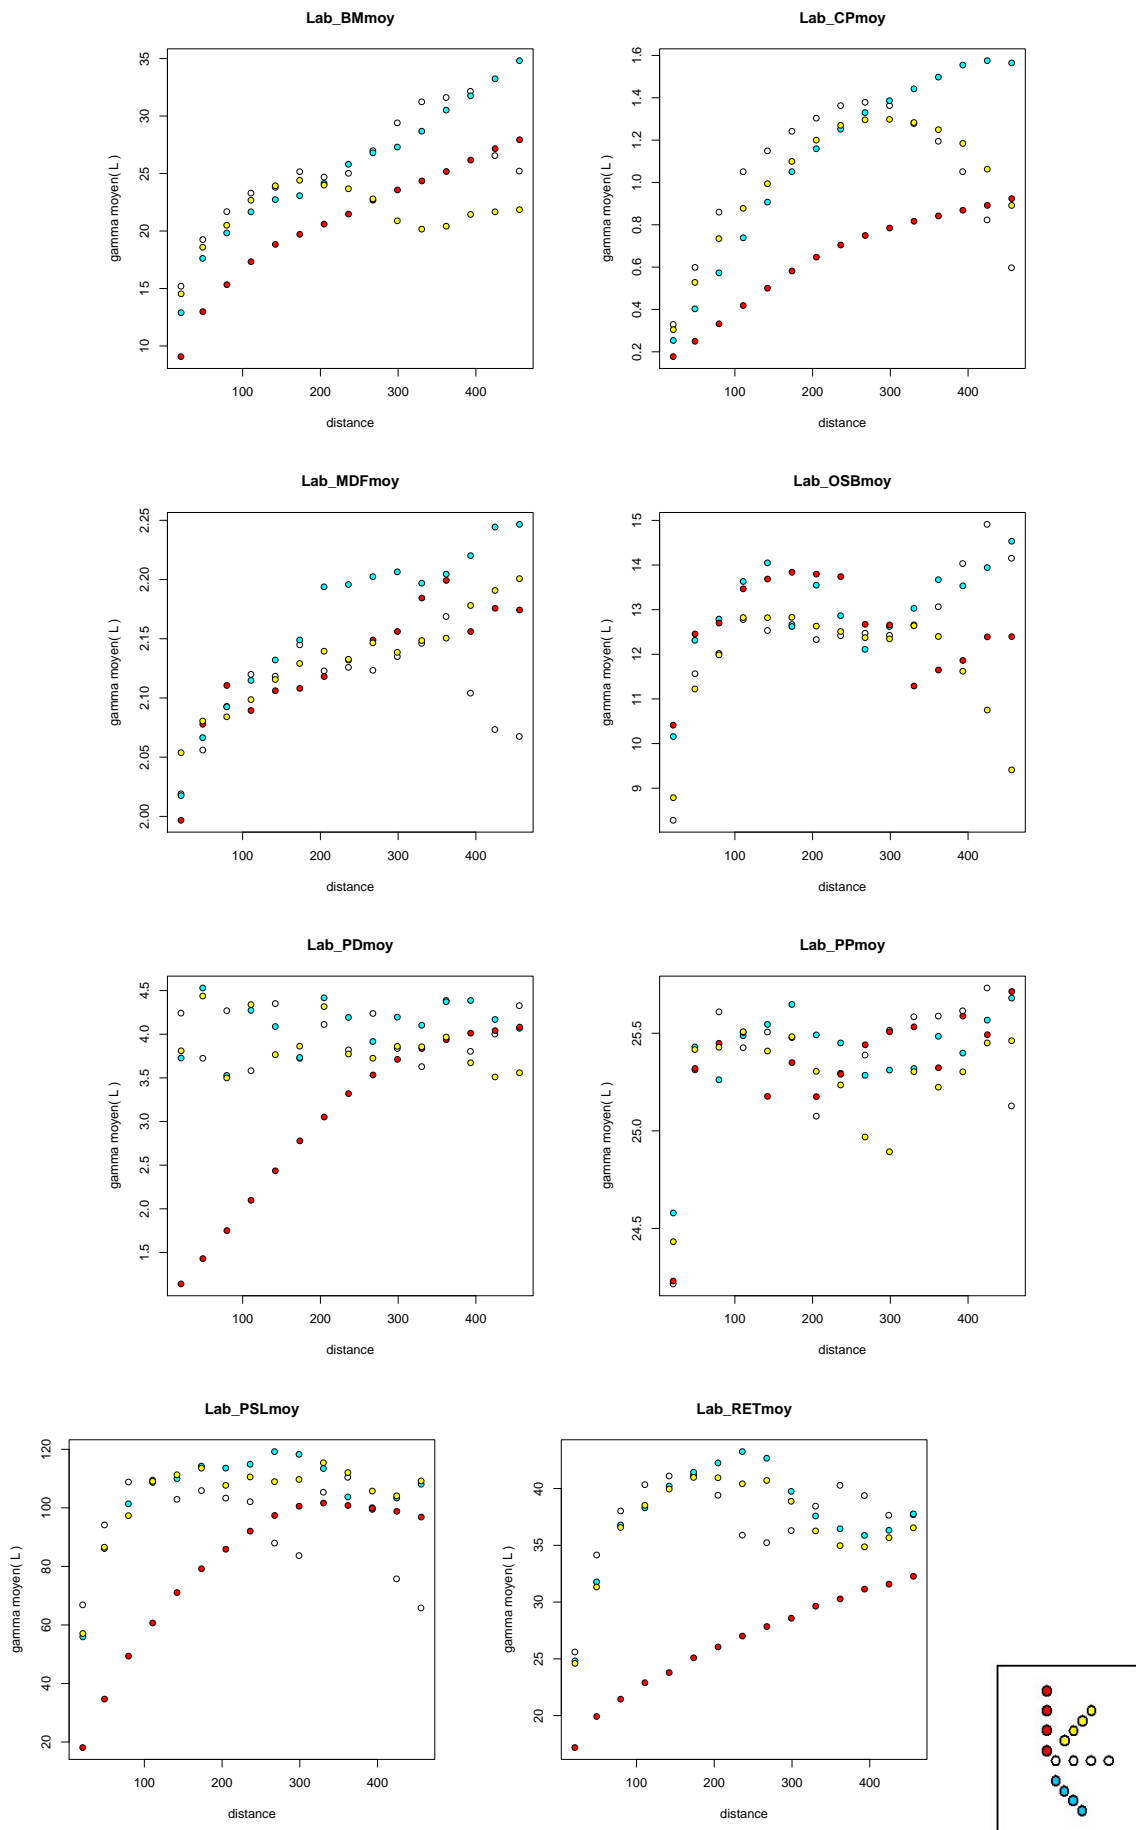 Lab_BMmoy
Lab_CPmoy
gamma moyen( L )
10 15 20 25 30 35
100 200 300 400
distance
gamma moyen( L )
0.2 0.4 0.6 0.8 1.0 1.2 1.4 1.6
100 200 300 400
distance
Lab_MDFmoy
Lab_OSBmoy
gamma moyen( L )
2.00 2.05 2.10 2.15 2.20 2.25
100 200 300 400
distance
gamma moyen( L )
9 10 11 12 13 14 15
100 200 300 400
distance
Lab_PDmoy
Lab_PPmoy
gamma moyen( L )
1.5 2.0 2.5 3.0 3.5 4.0 4.5
100 200 300 400
distance
gamma moyen( L )
24.5 25.0 25.5
100 200 300 400
distance
Lab_PSLmoy
Lab_RETmoy
gamma moyen( L )
20 40 60 80 100 120
100 200 300 400
distance
gamma moyen( L )
20 25 30 35 40
100 200 300 400
distance